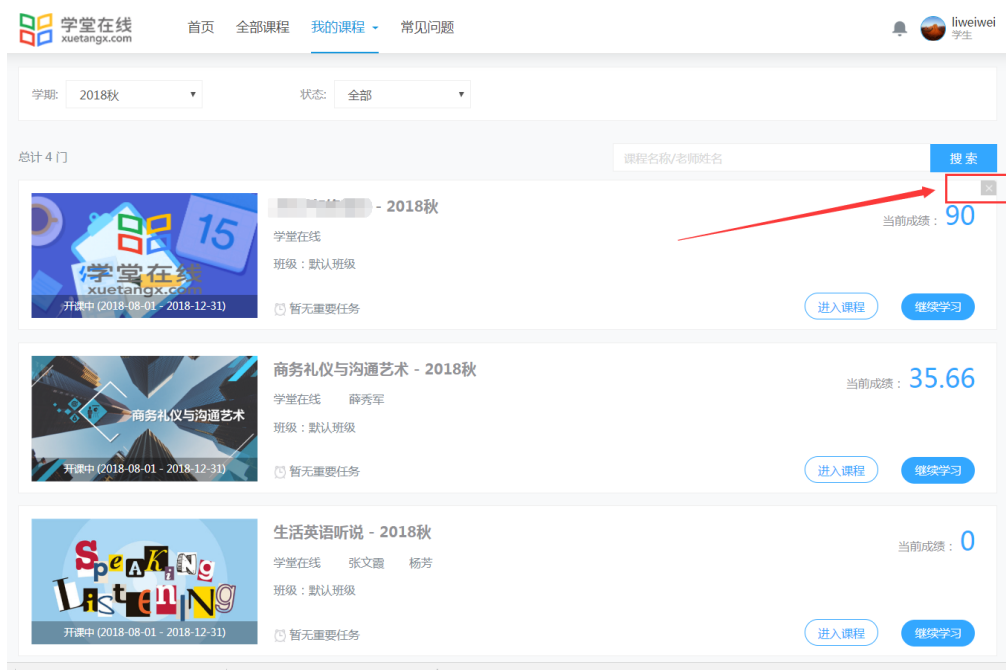 学堂在线
xuetangx.com
首页 全部课程 我的课程 常见问题
liweiwei
学生
学期: 2018秋 状态: 全部
总计 4 门
课程名称/老师姓名 搜 索
- 2018秋
当前成绩： 90
学堂在线
班级：默认班级
15
学堂在线
xuetangx.com
开课中 (2018-08-01 - 2018-12-31)
暂无重要任务
进入课程 继续学习
商务礼仪与沟通艺术 - 2018秋
当前成绩： 35.66
学堂在线 薛秀军
班级：默认班级
商务礼仪与沟通艺术
开课中 (2018-08-01 - 2018-12-31)
暂无重要任务
进入课程 继续学习
生活英语听说 - 2018秋
当前成绩： 0
学堂在线 张文霞 杨芳
班级：默认班级
SpeaKiNg
ListeniNG
开课中 (2018-08-01 - 2018-12-31)
暂无重要任务
进入课程 继续学习